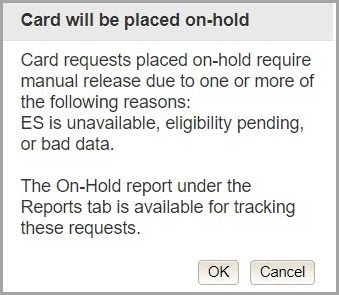 Card will be placed on-hold
Card requests placed on-hold require
manual release due to one or more of
the following reasons:
ES is unavailable, eligibility pending,
or bad data.
The On-Hold report under the
Reports tab is available for tracking
these requests.
OK Cancel